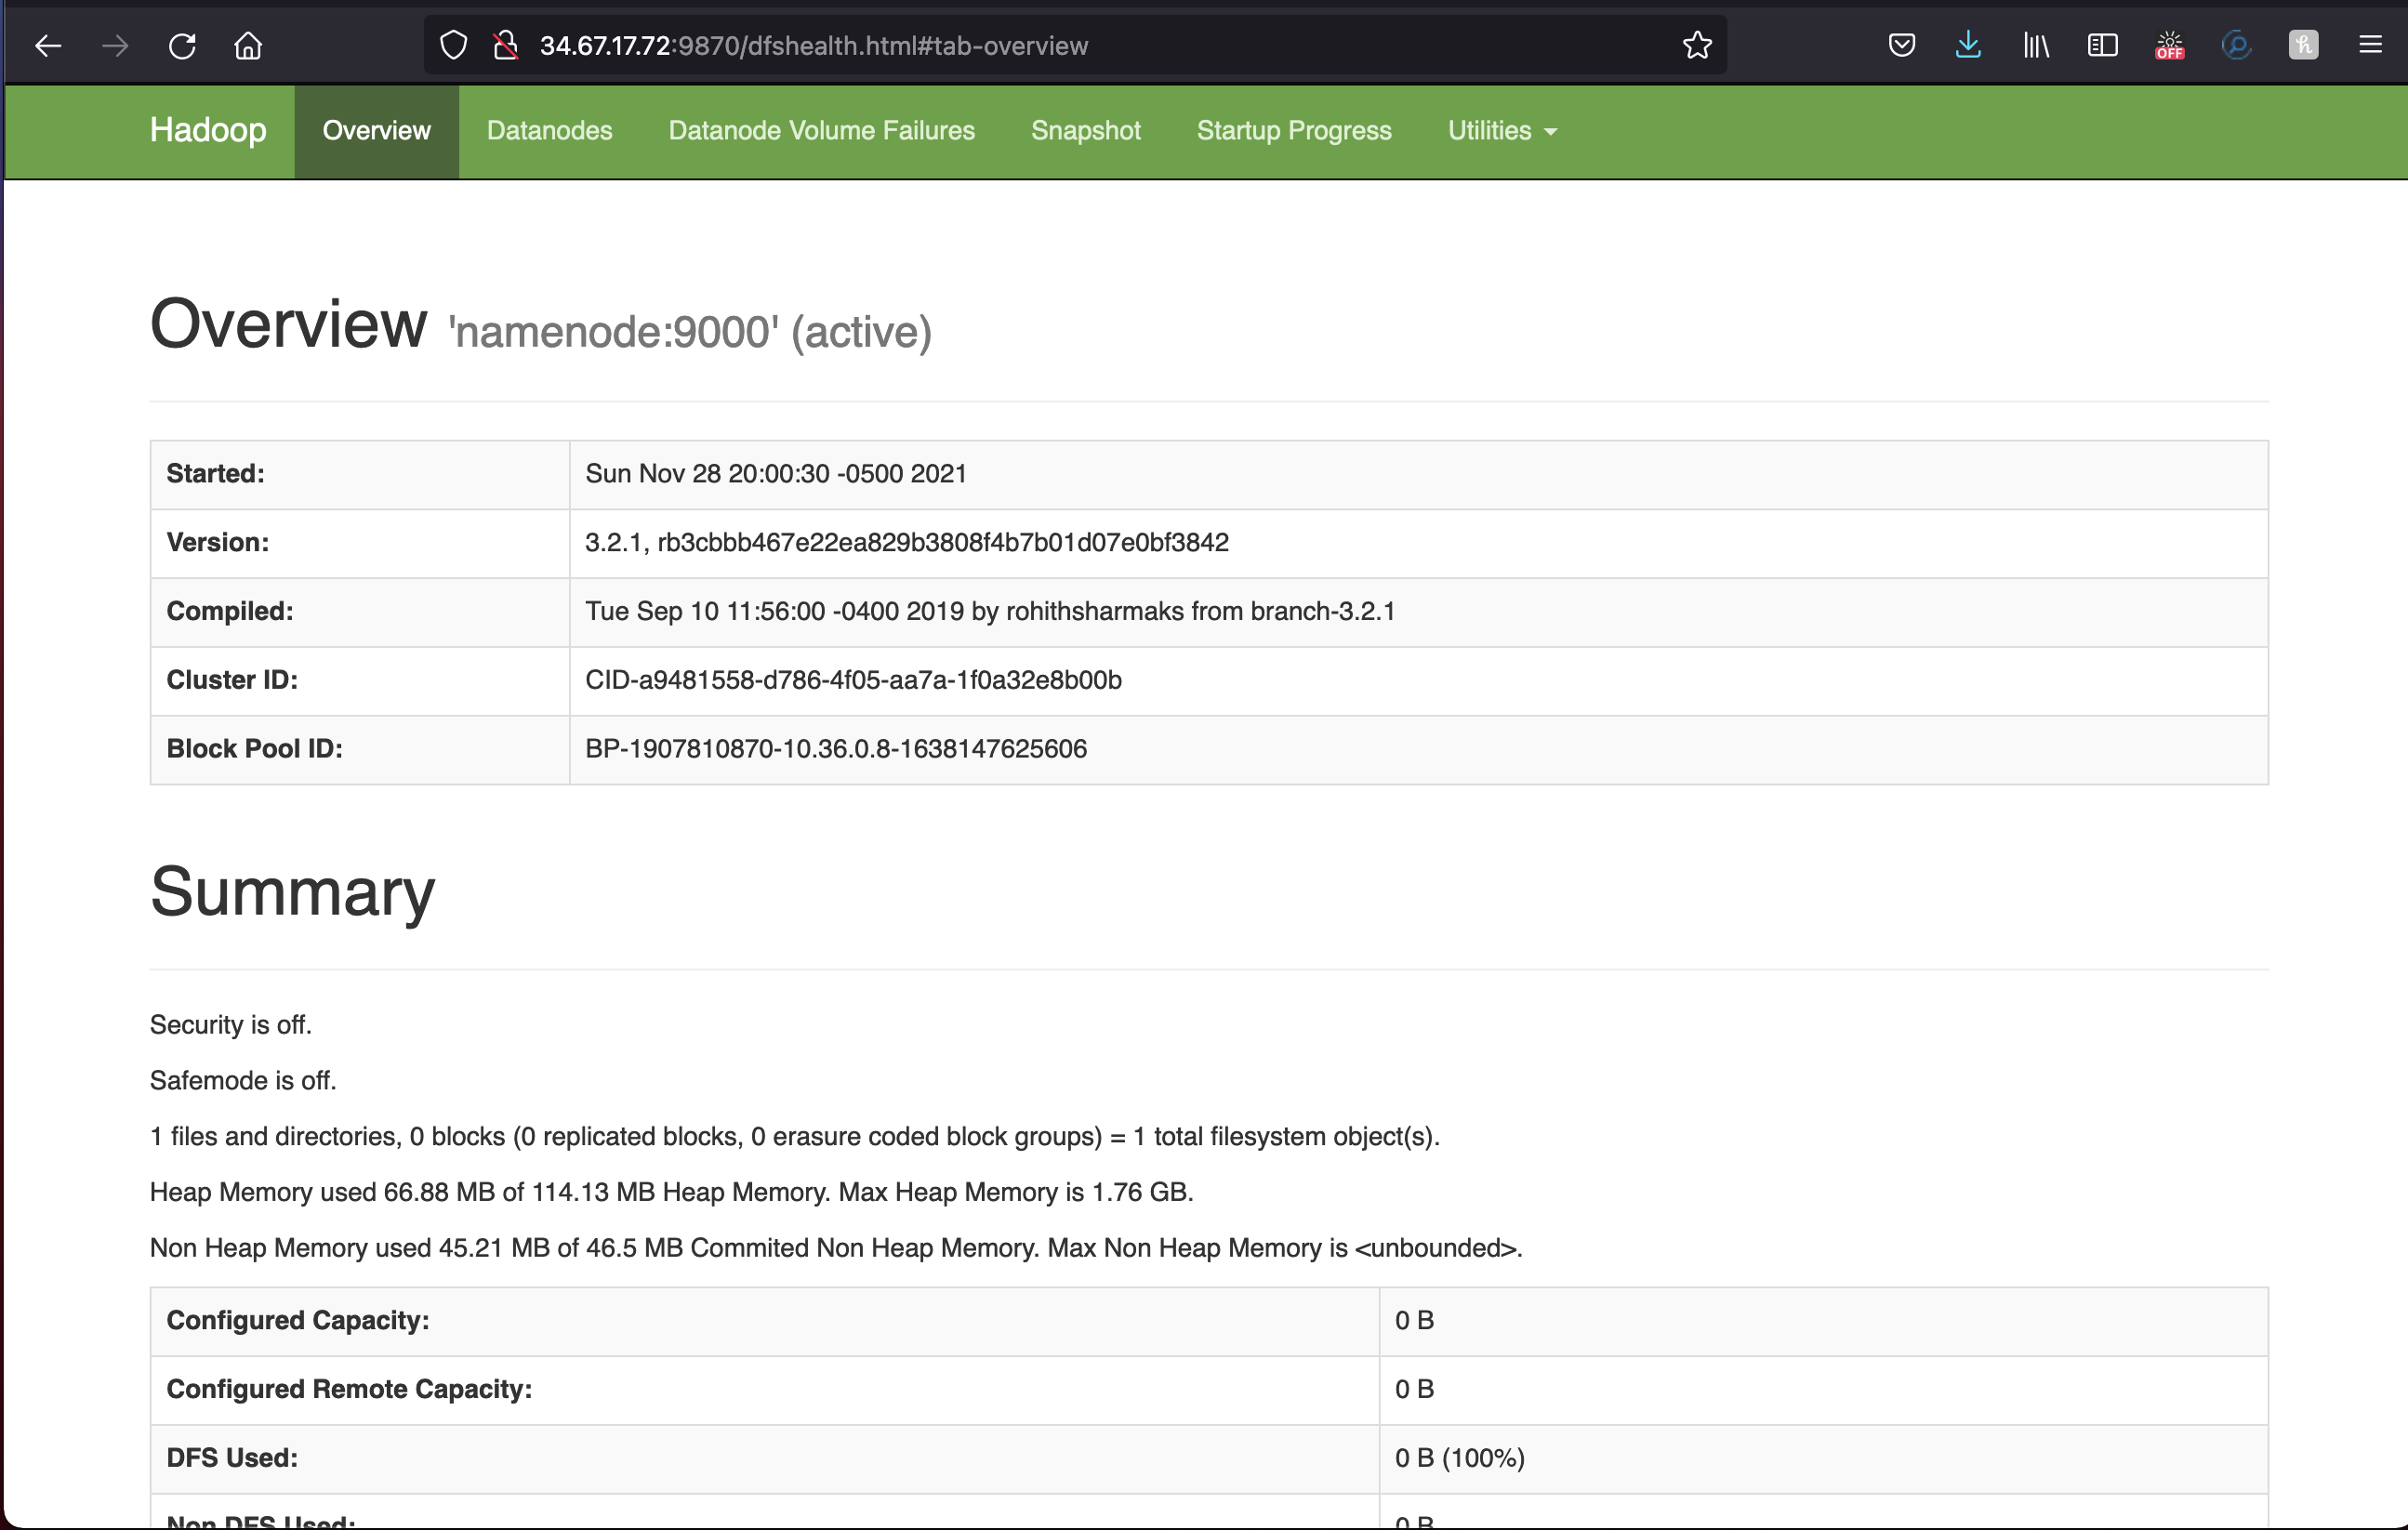 34.67.17.72:9870/dfshealth.html#tab-overview
OFF
h
Hadoop Overview Datanodes Datanode Volume Failures Snapshot Startup Progress Utilities
Overview 'namenode:9000' (active)
Started: Sun Nov 28 20:00:30 -0500 2021
Version: 3.2.1, rb3cbbb467e22ea829b3808f4b7b01d07e0bf3842
Compiled: Tue Sep 10 11:56:00 -0400 2019 by rohithsharmaks from branch-3.2.1
Cluster ID: CID-a9481558-d786-4f05-aa7a-1f0a32e8b00b
Block Pool ID: BP-1907810870-10.36.0.8-1638147625606
Summary
Security is off.
Safemode is off.
1 files and directories, 0 blocks (0 replicated blocks, 0 erasure coded block groups) = 1 total filesystem object(s).
Heap Memory used 66.88 MB of 114.13 MB Heap Memory. Max Heap Memory is 1.76 GB.
Non Heap Memory used 45.21 MB of 46.5 MB Commited Non Heap Memory. Max Non Heap Memory is <unbounded>.
Configured Capacity: 0 B
Configured Remote Capacity: 0 B
DFS Used: 0 B (100%)
Non DFS Used: 0 B